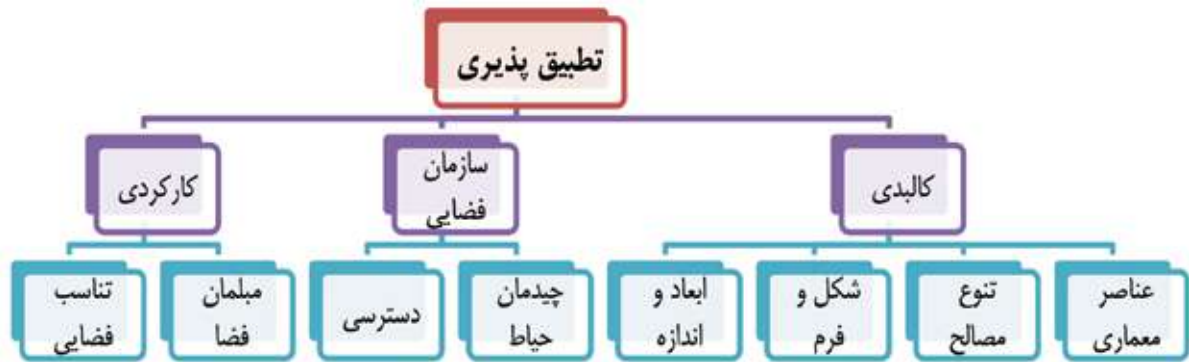 تطبیق پذیری
کالبدی
سازمان
فضایی
کارکردی
عناصر
معماری
تنوع
مصالح
شکل و
فرم
ابعاد و
اندازه
چیدمان
حیاط
دسترسی
مبلمان
فضا
تناسب
فضایی